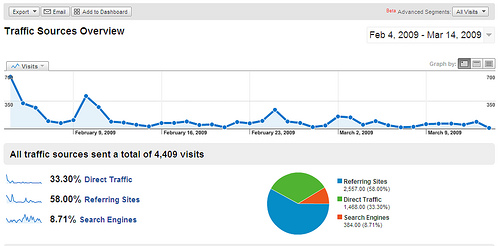 Export Email Add to Dashboard Beta Advanced Segments: All Visits
Traffic Sources Overview
Feb 4, 2009 - Mar 14, 2009
Visits Graph by:
700 700
350 350
February 9, 2009 February 16, 2009 February 23, 2009 March 2, 2009 March 9, 2009
All traffic sources sent a total of 4,409 visits
33.30% Direct Traffic
58.00% Referring Sites
8.71% Search Engines
Referring Sites
2,557.00 (58.00%)
Direct Traffic
1,468.00 (33.30%)
Search Engines
384.00 (8.71%)